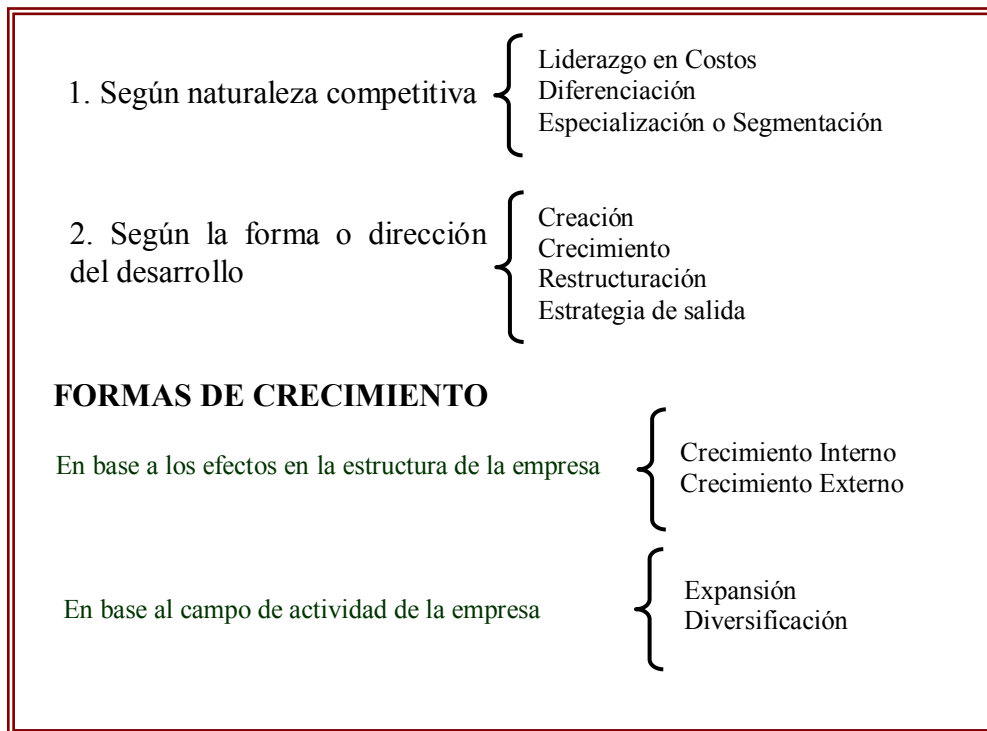 1. Según naturaleza competitiva
Liderazgo en Costos
Diferenciación
Especialización o Segmentación
2. Según la forma o dirección
del desarrollo
Creación
Crecimiento
Restructuración
Estrategia de salida
FORMAS DE CRECIMIENTO
En base a los efectos en la estructura de la empresa
Crecimiento Interno
Crecimiento Externo
En base al campo de actividad de la empresa
Expansión
Diversificación